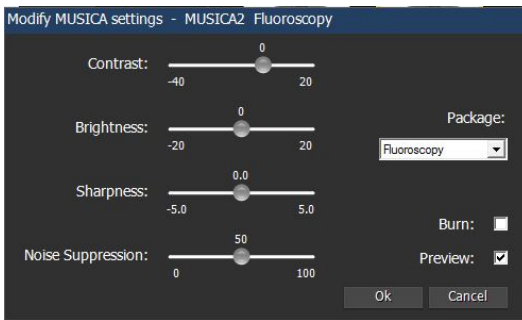 Modify MUSICA settings - MUSICA2 Fluoroscopy
Contrast:
0
-40
20
Brightness:
0
-20
20
Package:
Fluoroscopy
Sharpness:
0.0
-5.0
5.0
Burn:
Noise Suppression:
50
0
100
Preview:
Ok
Cancel